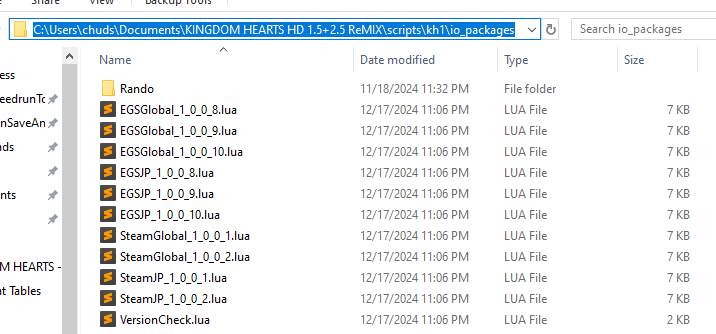 Share View Backup Tools
C:\Users\chuds\Documents\KINGDOM HEARTS HD 1.5+2.5 ReMIX\scripts\kh1\io_packages Search io_packages
Name Date modified Type Size
ess
eedrunTo
nSaveAn
nds
nts
OM HEARTS -
nt Tables
Rando 11/18/2024 11:32 PM File folder
EGSGlobal_1_0_0_8.lua 12/17/2024 11:06 PM LUA File 7 KB
EGSGlobal_1_0_0_9.lua 12/17/2024 11:06 PM LUA File 7 KB
EGSGlobal_1_0_0_10.lua 12/17/2024 11:06 PM LUA File 7 KB
EGSJP_1_0_0_8.lua 12/17/2024 11:06 PM LUA File 7 KB
EGSJP_1_0_0_9.lua 12/17/2024 11:06 PM LUA File 7 KB
EGSJP_1_0_0_10.lua 12/17/2024 11:06 PM LUA File 7 KB
SteamGlobal_1_0_0_1.lua 12/17/2024 11:06 PM LUA File 7 KB
SteamGlobal_1_0_0_2.lua 12/17/2024 11:06 PM LUA File 7 KB
SteamJP_1_0_0_1.lua 12/17/2024 11:06 PM LUA File 7 KB
SteamJP_1_0_0_2.lua 12/17/2024 11:06 PM LUA File 7 KB
VersionCheck.lua 12/17/2024 11:06 PM LUA File 2 KB